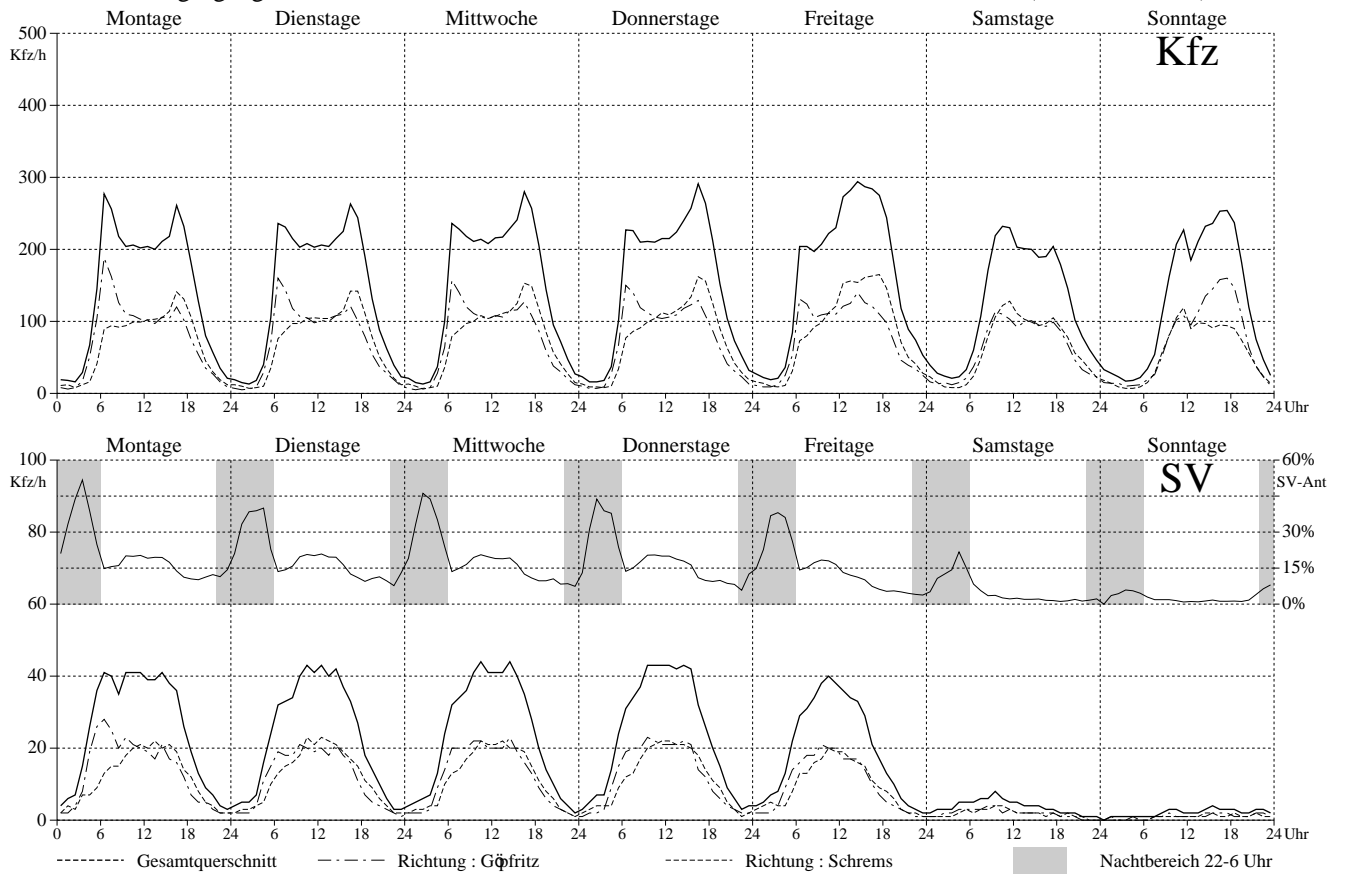 Montage Dienstage Mittwoche Donnerstage Freitage Samstage Sonntage
500
Kfz/h
Kfz
400
300
200
100
0
0 6 12 18 24 6 12 18 24 6 12 18 24 6 12 18 24 6 12 18 24 6 12 18 24 6 12 18 24 Uhr
Montage Dienstage Mittwoche Donnerstage Freitage Samstage Sonntage
100 60%
Kfz/h SV SV-Ant
80 30%
15%
60 0%
40
20
0
0 6 12 18 24 6 12 18 24 6 12 18 24 6 12 18 24 6 12 18 24 6 12 18 24 6 12 18 24 Uhr
Gesamtquerschnitt Richtung : Göpfritz Richtung : Schrems Nachtbereich 22-6 Uhr